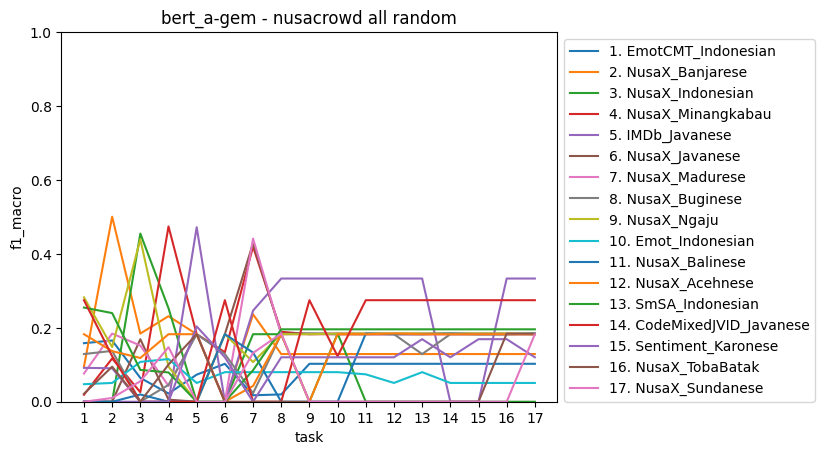 bert_a-gem - nusacrowd all random
1.0
0.8
0.6
0.4
0.2
0.0
f1_macro
1 2 3 4 5 6 7 8 9 10 11 12 13 14 15 16 17
task
1. EmotCMT_Indonesian
2. NusaX_Banjarese
3. NusaX_Indonesian
4. NusaX_Minangkabau
5. IMDb_Javanese
6. NusaX_Javanese
7. NusaX_Madurese
8. NusaX_Buginese
9. NusaX_Ngaju
10. Emot_Indonesian
11. NusaX_Balinese
12. NusaX_Acehnese
13. SmSA_Indonesian
14. CodeMixedJVID_Javanese
15. Sentiment_Karonese
16. NusaX_TobaBatak
17. NusaX_Sundanese